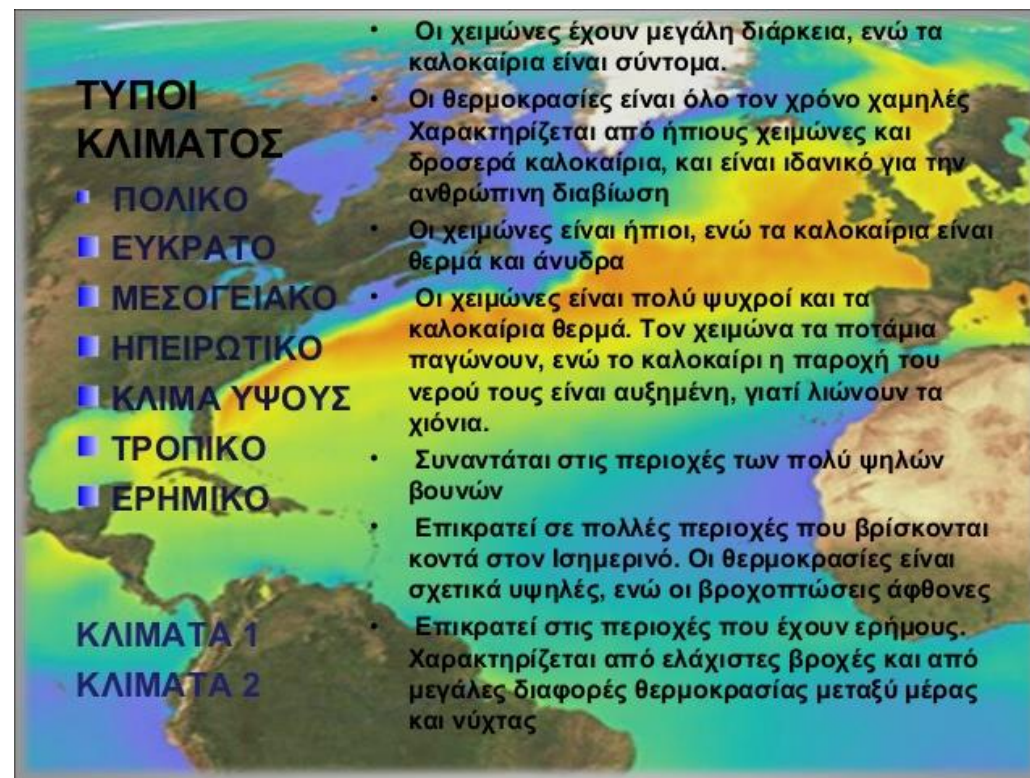 ΤΥΠΟΙ
ΚΛΙΜΑΤΟΣ
ΠΟΛΙΚΟ
ΕΥΚΡΑΤΟ
ΜΕΣΟΓΕΙΑΚΟ
ΗΠΕΙΡΩΤΙΚΟ
ΚΛΙΜΑ ΥΨΟΥΣ
ΤΡΟΠΙΚΟ
ΕΡΗΜΙΚΟ
ΚΛΙΜΑΤΑ 1
ΚΛΙΜΑΤΑ 2
• Οι χειμώνες έχουν μεγάλη διάρκεια, ενώ τα
καλοκαίρια είναι σύντομα.
• Οι θερμοκρασίες είναι όλο τον χρόνο χαμηλές
Χαρακτηρίζεται από ήπιους χειμώνες και
δροσερά καλοκαίρια, και είναι ιδανικό για την
ανθρώπινη διαβίωση
• Οι χειμώνες είναι ήπιοι, ενώ τα καλοκαίρια είναι
θερμά και άνυδρα
• Οι χειμώνες είναι πολύ ψυχροί και τα
καλοκαίρια θερμά. Τον χειμώνα τα ποτάμια
παγώνουν, ενώ το καλοκαίρι η παροχή του
νερού τους είναι αυξημένη, γιατί λιώνουν τα
χιόνια.
• Συναντάται στις περιοχές των πολύ ψηλών
βουνών
• Επικρατεί σε πολλές περιοχές που βρίσκονται
κοντά στον Ισημερινό. Οι θερμοκρασίες είναι
σχετικά υψηλές, ενώ οι βροχοπτώσεις άφθονες
• Επικρατεί στις περιοχές που έχουν ερήμους.
Χαρακτηρίζεται από ελάχιστες βροχές και από
μεγάλες διαφορές θερμοκρασίας μεταξύ μέρας
και νύχτας